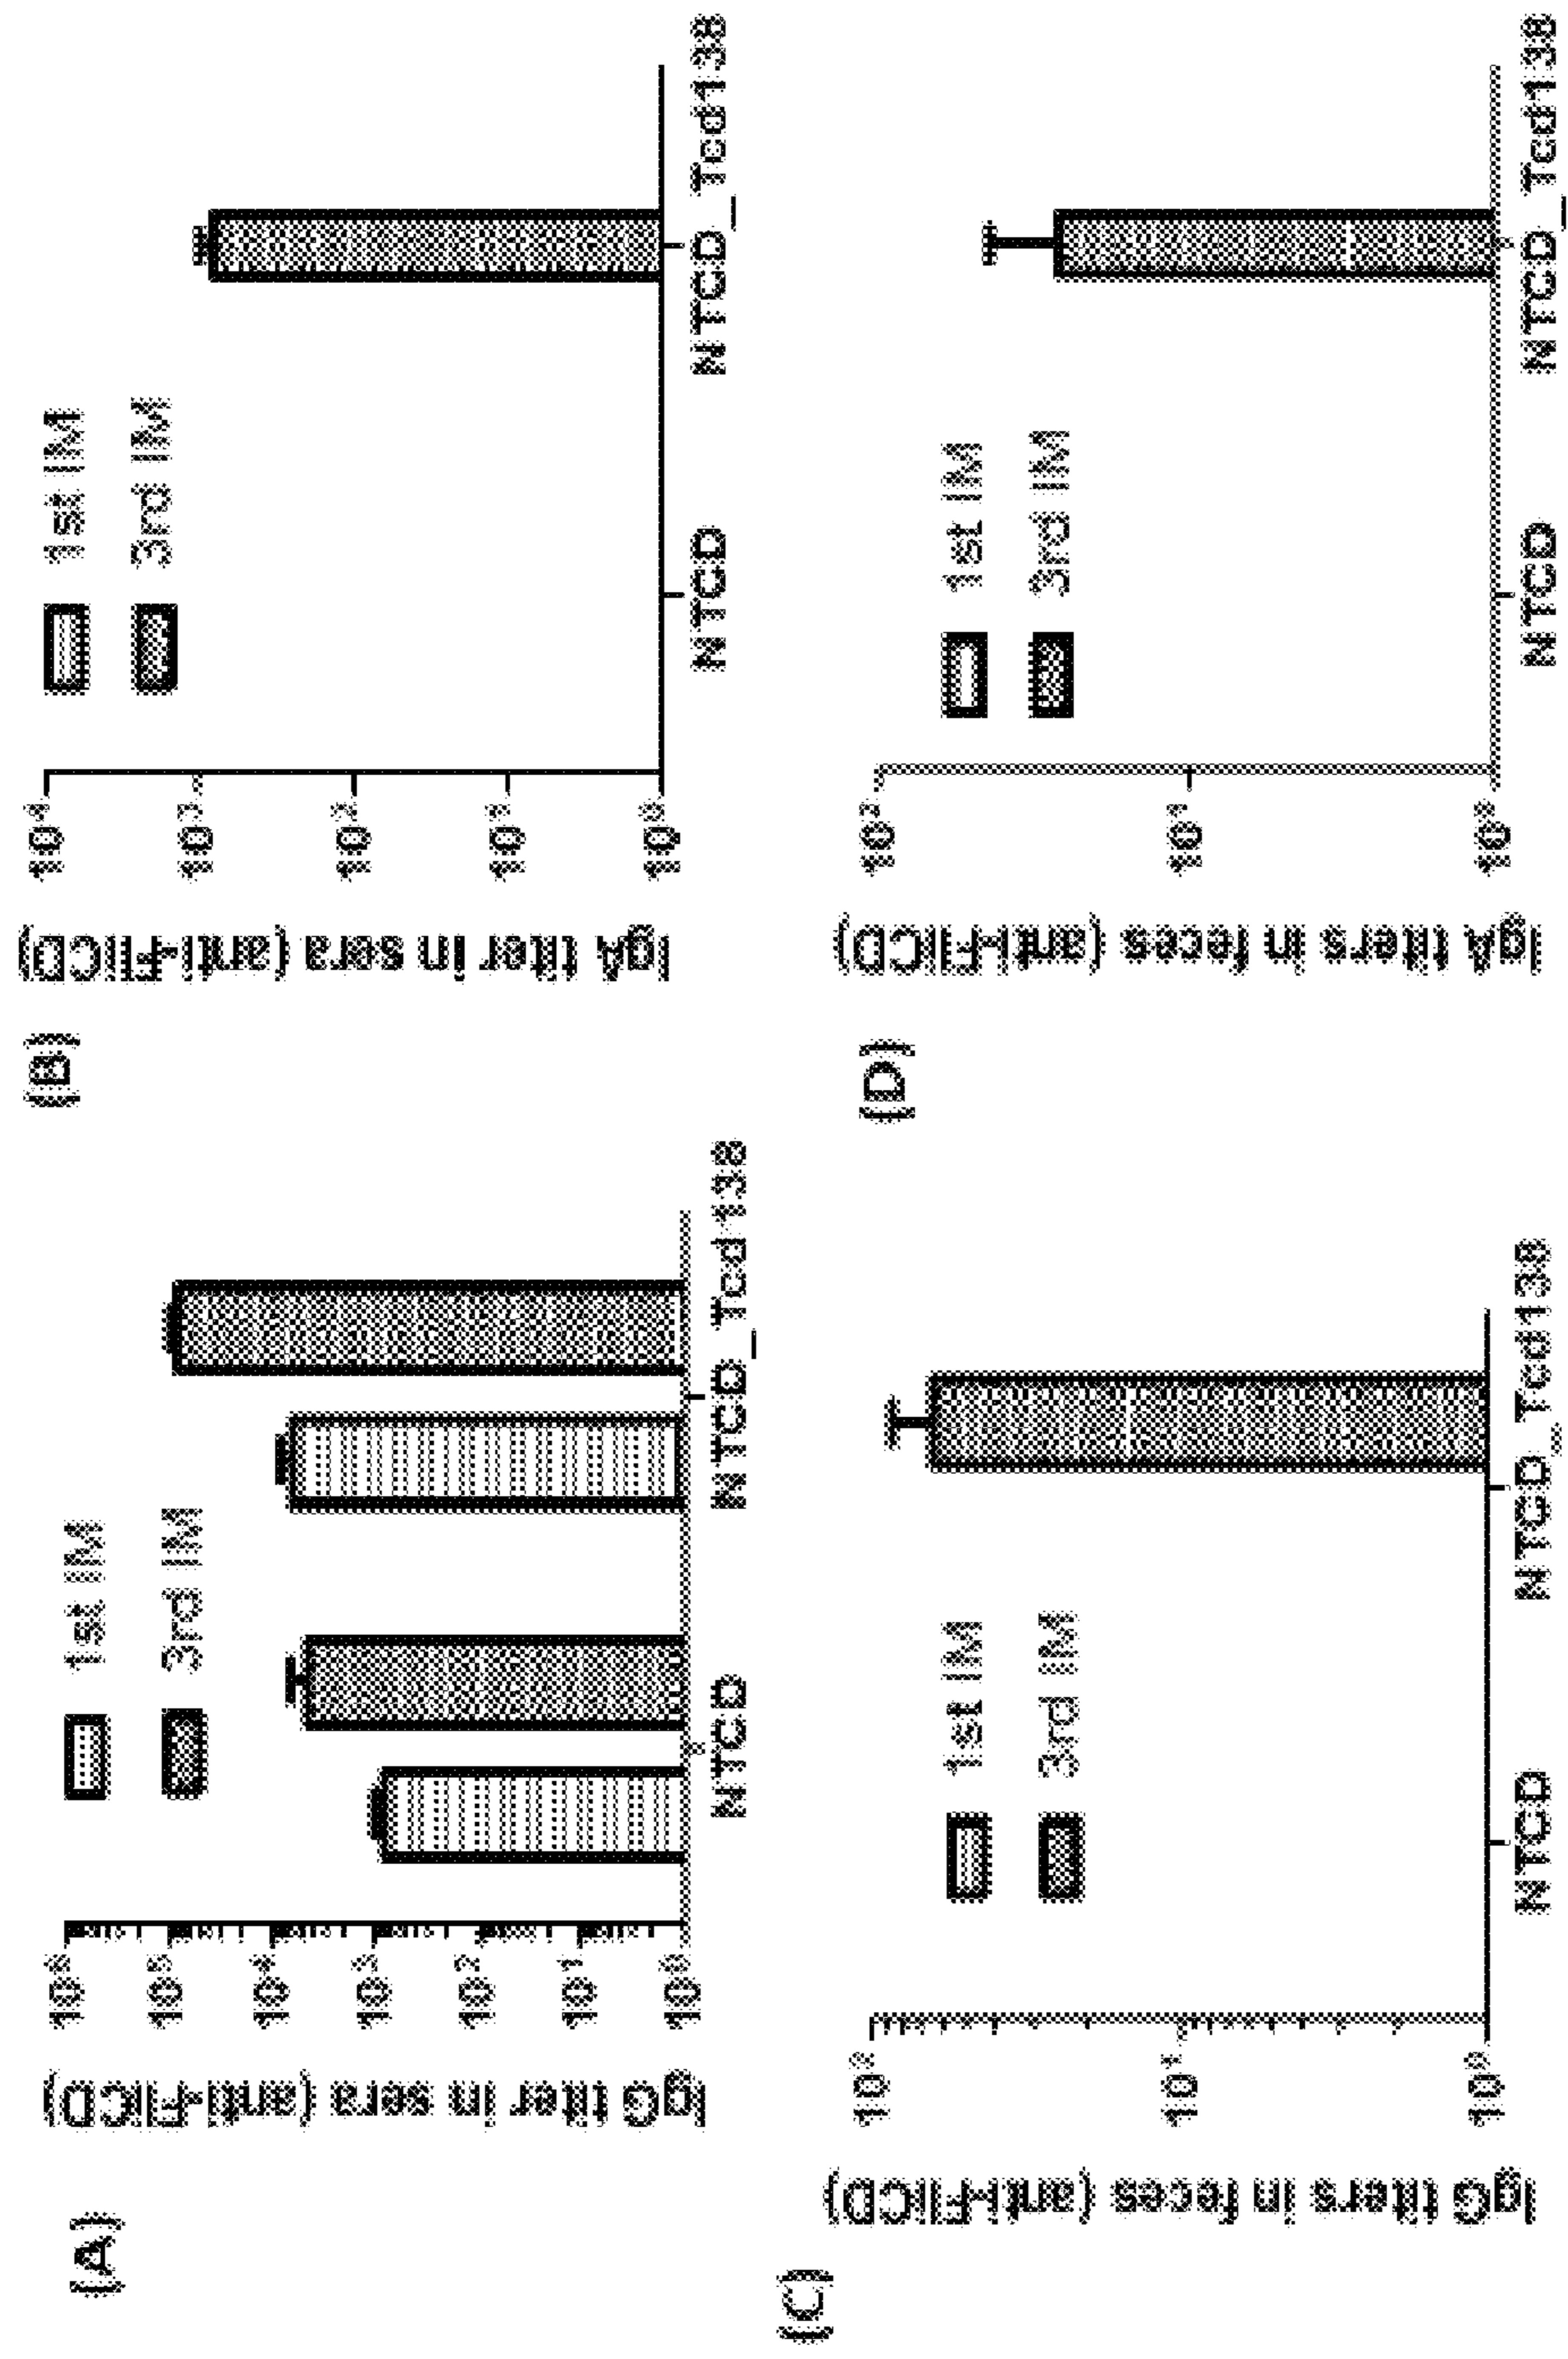 (A)
IgG titer in sera (anti-FliCD)
10⁶
10⁵
10⁴
10³
10²
10¹
10⁰
1st IM
3rd IM
NTCD
NTCD_Tcd138
(B)
IgA titer in sera (anti-FliCD)
10⁴
10³
10²
10¹
10⁰
1st IM
3rd IM
NTCD
NTCD_Tcd138
(C)
IgG titers in feces (anti-FliCD)
10²
10¹
10⁰
1st IM
3rd IM
NTCD
NTCD_Tcd138
(D)
IgA titers in feces (anti-FliCD)
10²
10¹
10⁰
1st IM
3rd IM
NTCD
NTCD_Tcd138